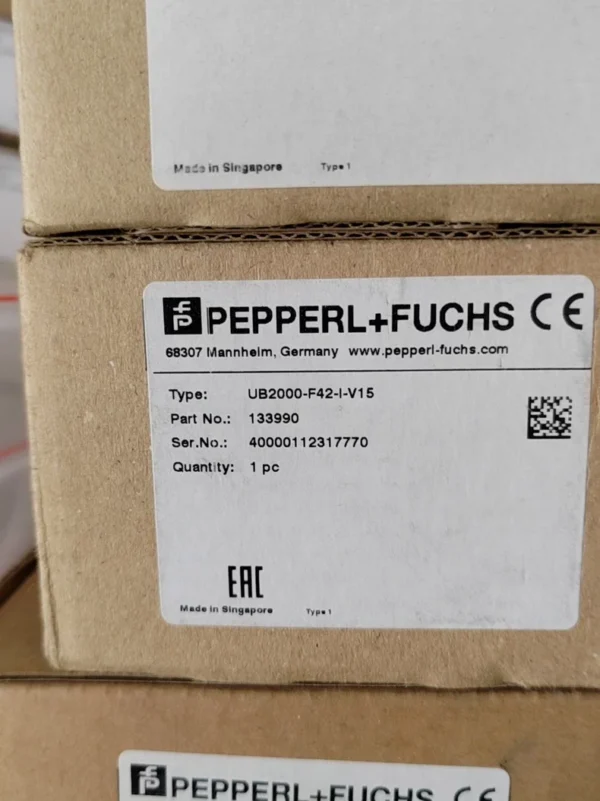 Made in Singapore Type 1
PEPPERL+FUCHS CE
68307 Mannheim, Germany www.pepperl-fuchs.com
Type: UB2000-F42-I-V15
Part No.: 133990
Ser.No.: 40000112317770
Quantity: 1 pc
EAC
Made in Singapore Type 1
PEPPERL+FUCHS CE